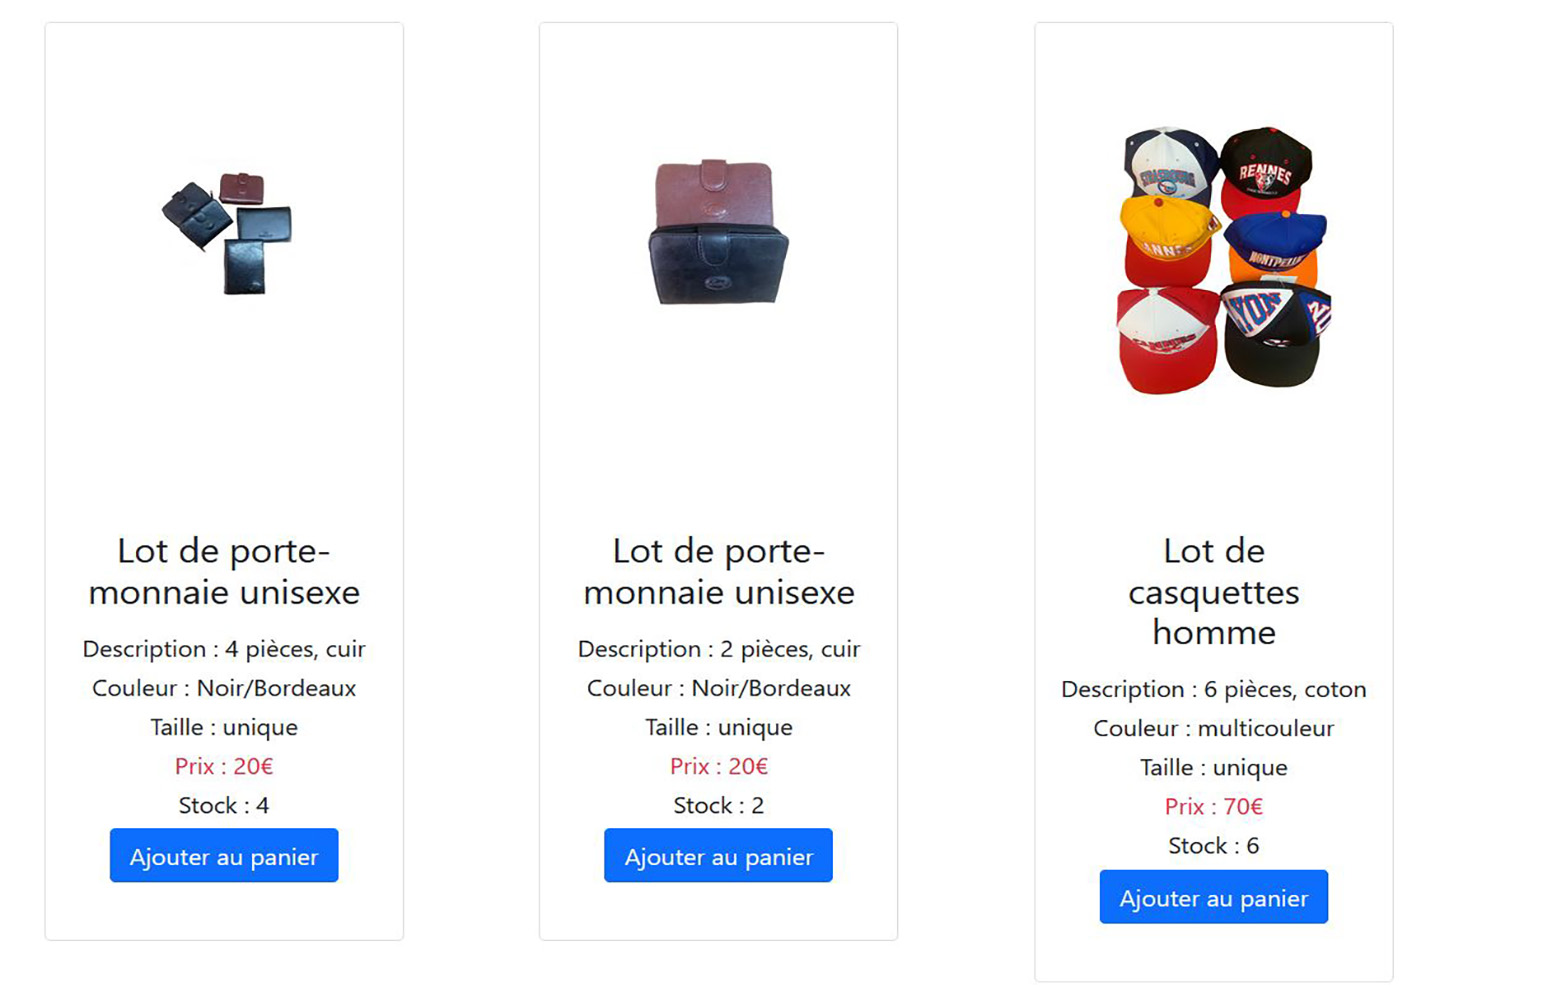 Lot de porte-
monnaie unisexe
Description : 4 pièces, cuir
Couleur : Noir/Bordeaux
Taille : unique
Prix : 20€
Stock : 4
Ajouter au panier
Lot de porte-
monnaie unisexe
Description : 2 pièces, cuir
Couleur : Noir/Bordeaux
Taille : unique
Prix : 20€
Stock : 2
Ajouter au panier
STRASBOURG
RENNES
MONTPELLI
Lot de
casquettes
homme
Description : 6 pièces, coton
Couleur : multicouleur
Taille : unique
Prix : 70€
Stock : 6
Ajouter au panier